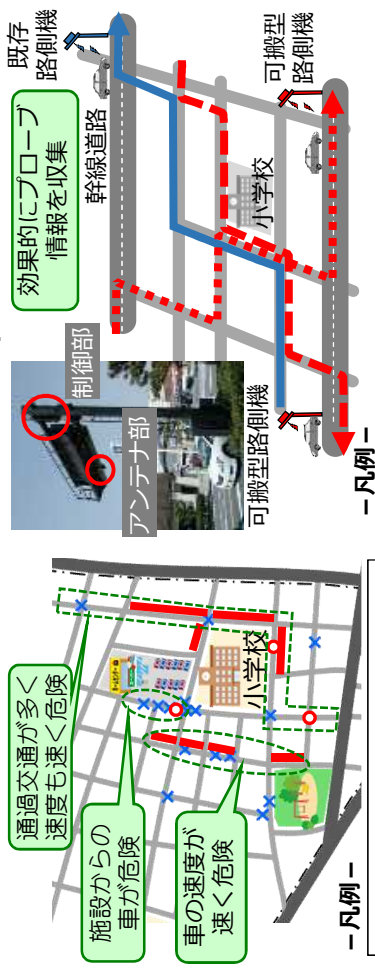 通過交通が多く
速度も速く危険
施設からの
車が危険
車の速度が
速く危険
小学校
－凡例－
制御部
アンテナ部
可搬型路側機
効果的にプローブ
情報を収集
既存
路側機
幹線道路
小学校
可搬型
路側機
－凡例－